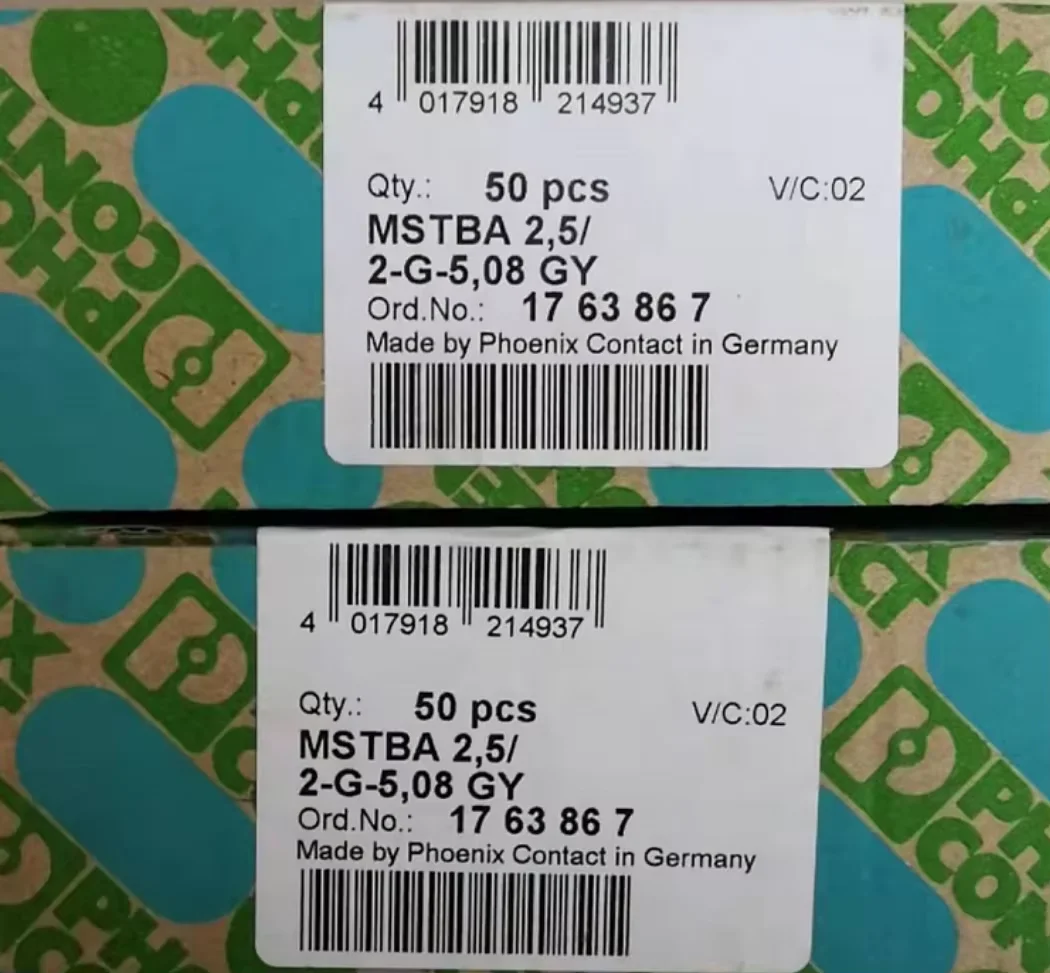 4 017918 214937
Qty.: 50 pcs V/C:02
MSTBA 2,5/
2-G-5,08 GY
Ord.No.: 17 63 86 7
Made by Phoenix Contact in Germany
4 017918 214937
Qty.: 50 pcs V/C:02
MSTBA 2,5/
2-G-5,08 GY
Ord.No.: 17 63 86 7
Made by Phoenix Contact in Germany